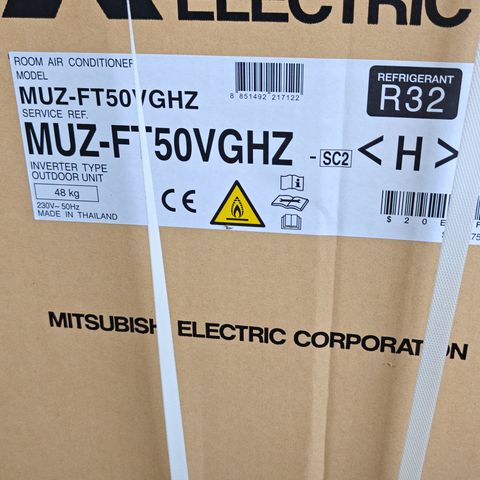 ELECTRIC
ROOM AIR CONDITIONER
MODEL
MUZ-FT50VGHZ
8 851492 217122
REFRIGERANT
R32
SERVICE REF.
MUZ-FT50VGHZ - SC2 <H>
INVERTER TYPE
OUTDOOR UNIT
48 kg
230V~ 50Hz
MADE IN THAILAND
CE
i
MITSUBISHI ELECTRIC CORPORATION